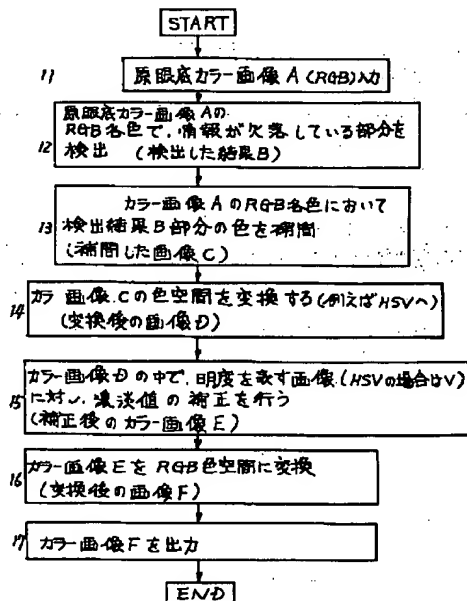 START
11 原眼底カラー画像A(RGB)入力
原眼底カラー画像Aの
RGB各色で、情報が欠落している部分を
12 検出 (検出した結果B)
カラー画像AのRGB各色において
13 検出結果B部分の色を補間
(補間した画像C)
14 カラー画像Cの色空間を変換する(例えばHSVへ)
(変換後の画像D)
カラー画像Dの中で、明度を表す画像(HSVの場合はV)
15 に対し、濃淡値の補正を行う
(補正後のカラー画像E)
16 カラー画像EをRGB色空間に変換
(変換後の画像F)
17 カラー画像Fを出力
END